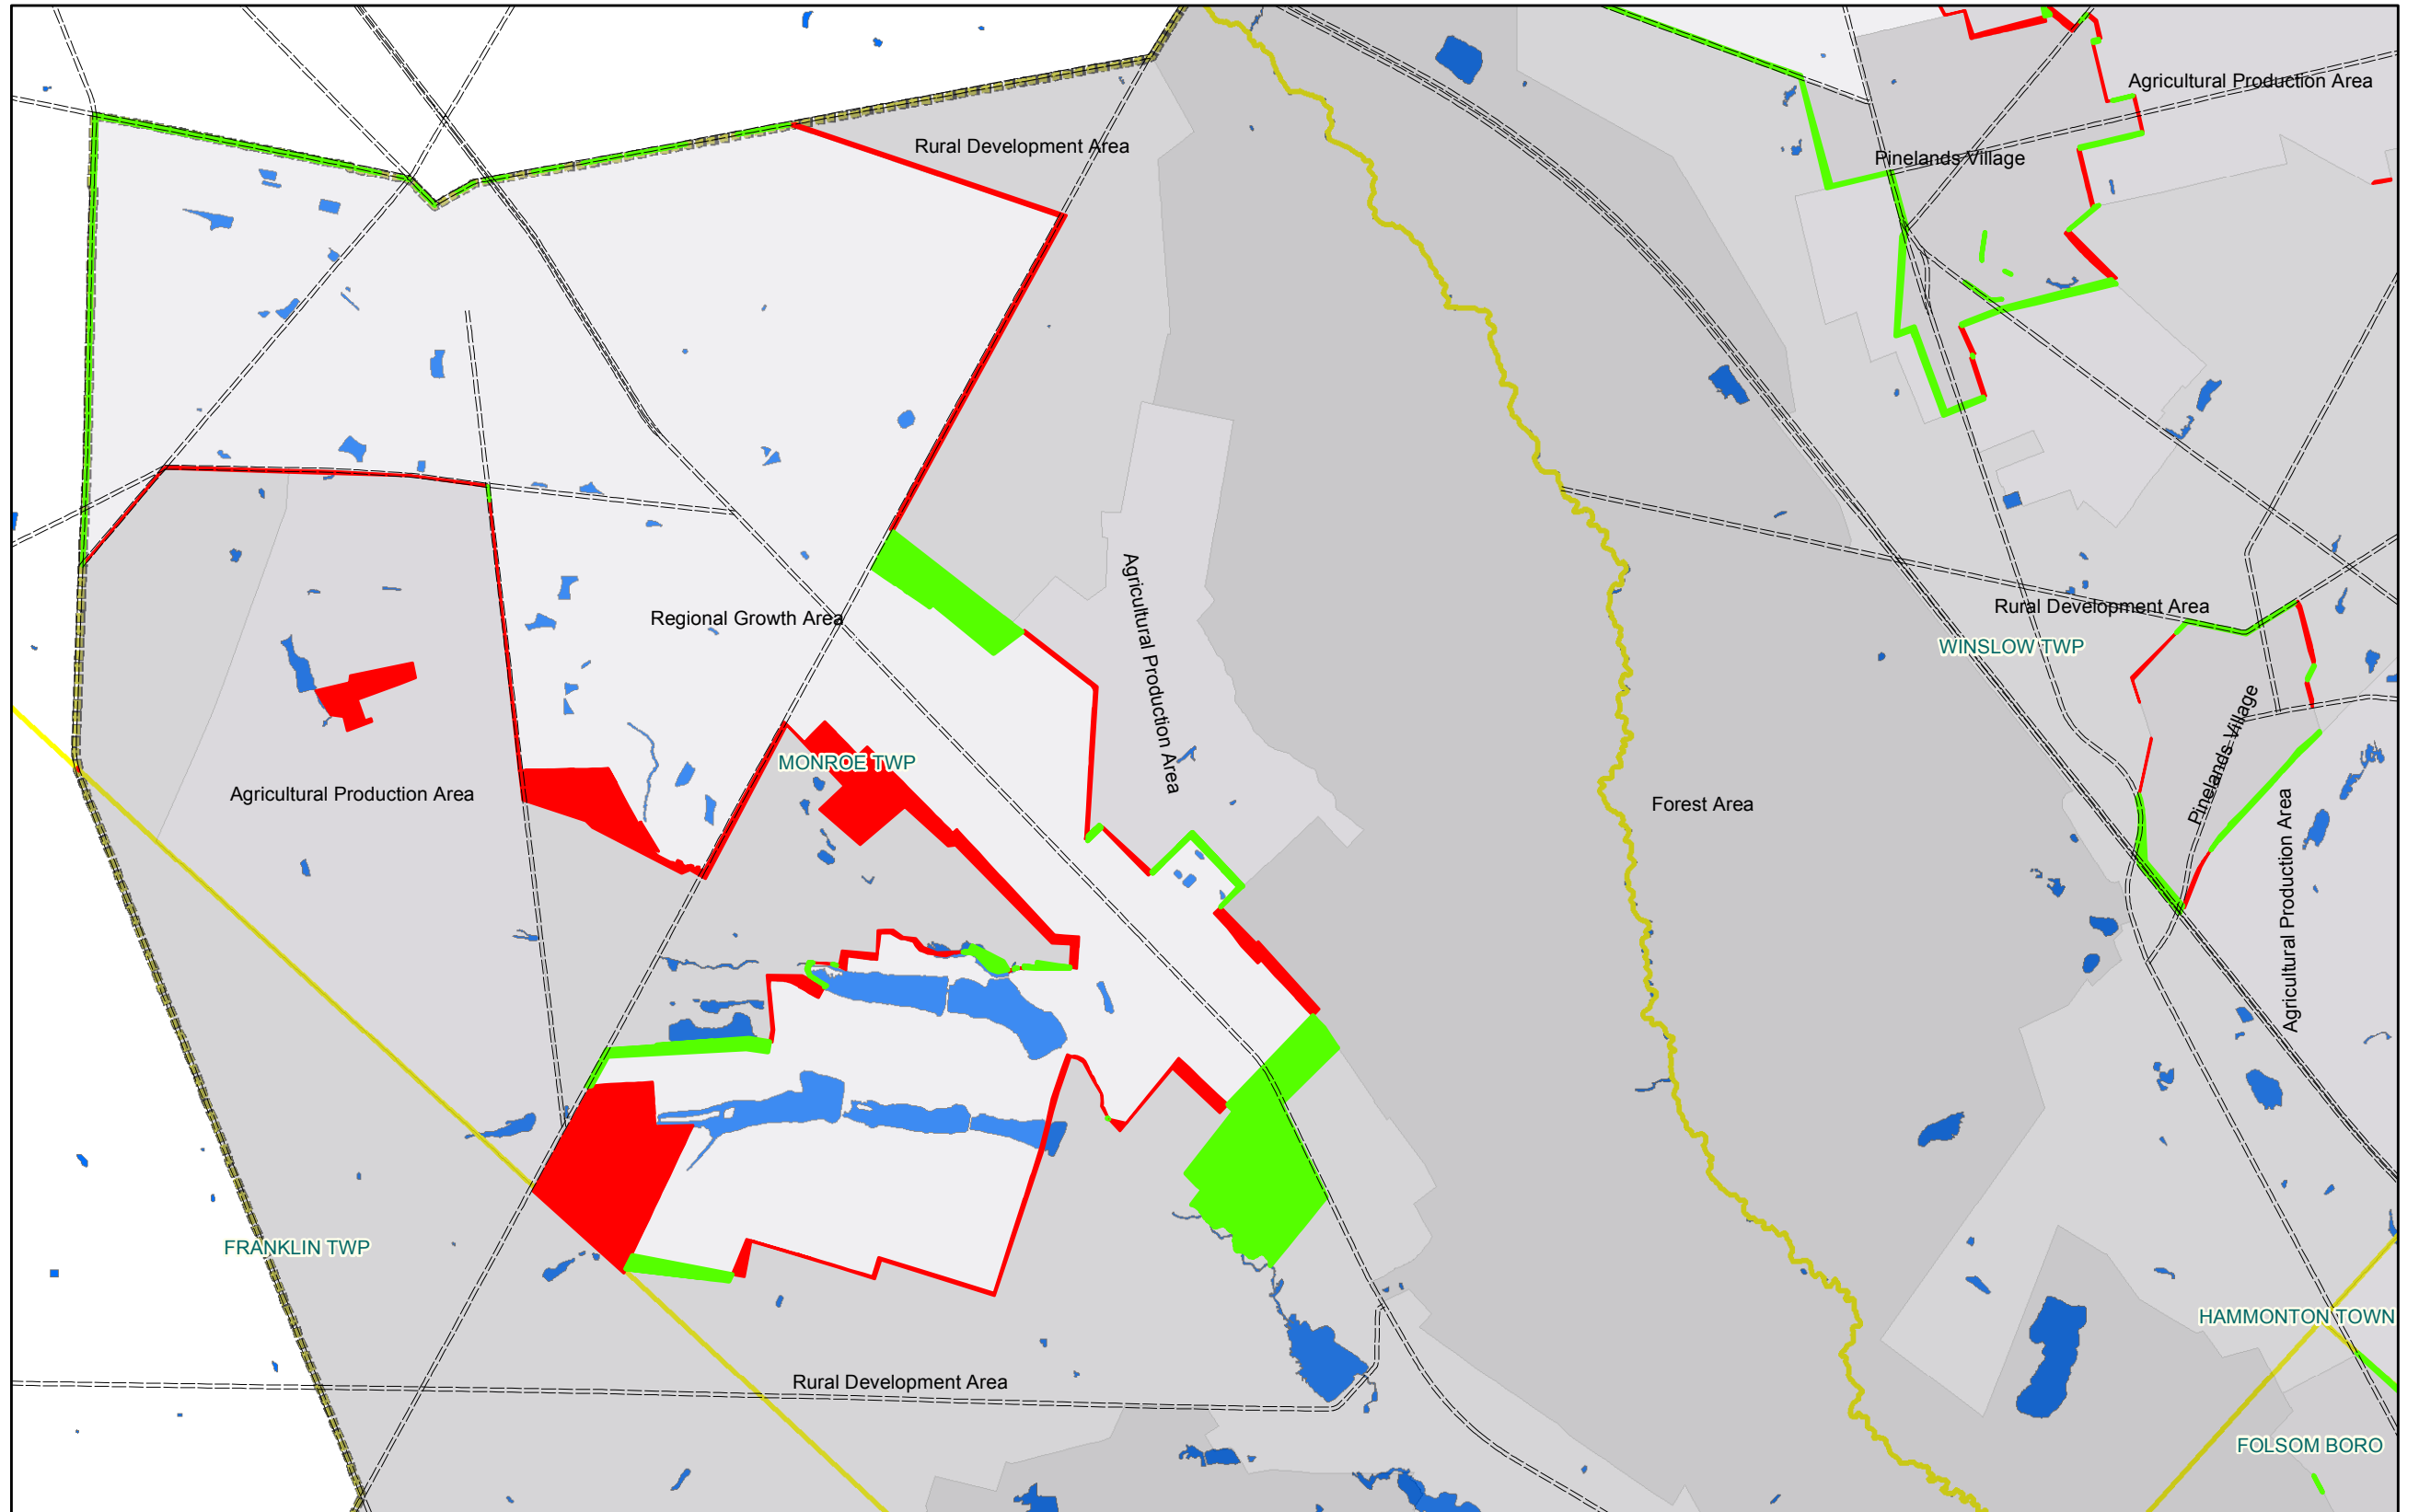 Agricultural Production Area
Rural Development Area
Pinelands Village
Agricultural Production Area
Rural Development Area
Regional Growth Area
WINSLOW TWP
Pinelands Village
MONROE TWP
Agricultural Production Area
Forest Area
Agricultural Production Area
FRANKLIN TWP
HAMMONTON TOWN
Rural Development Area
FOLSOM BORO